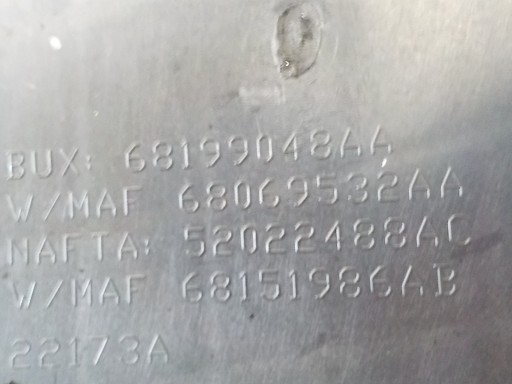 BUX: 68199048AA
W/MAF 68069532AA
NAFTA: 52022488AC
W/MAF 68151986AB
22173A